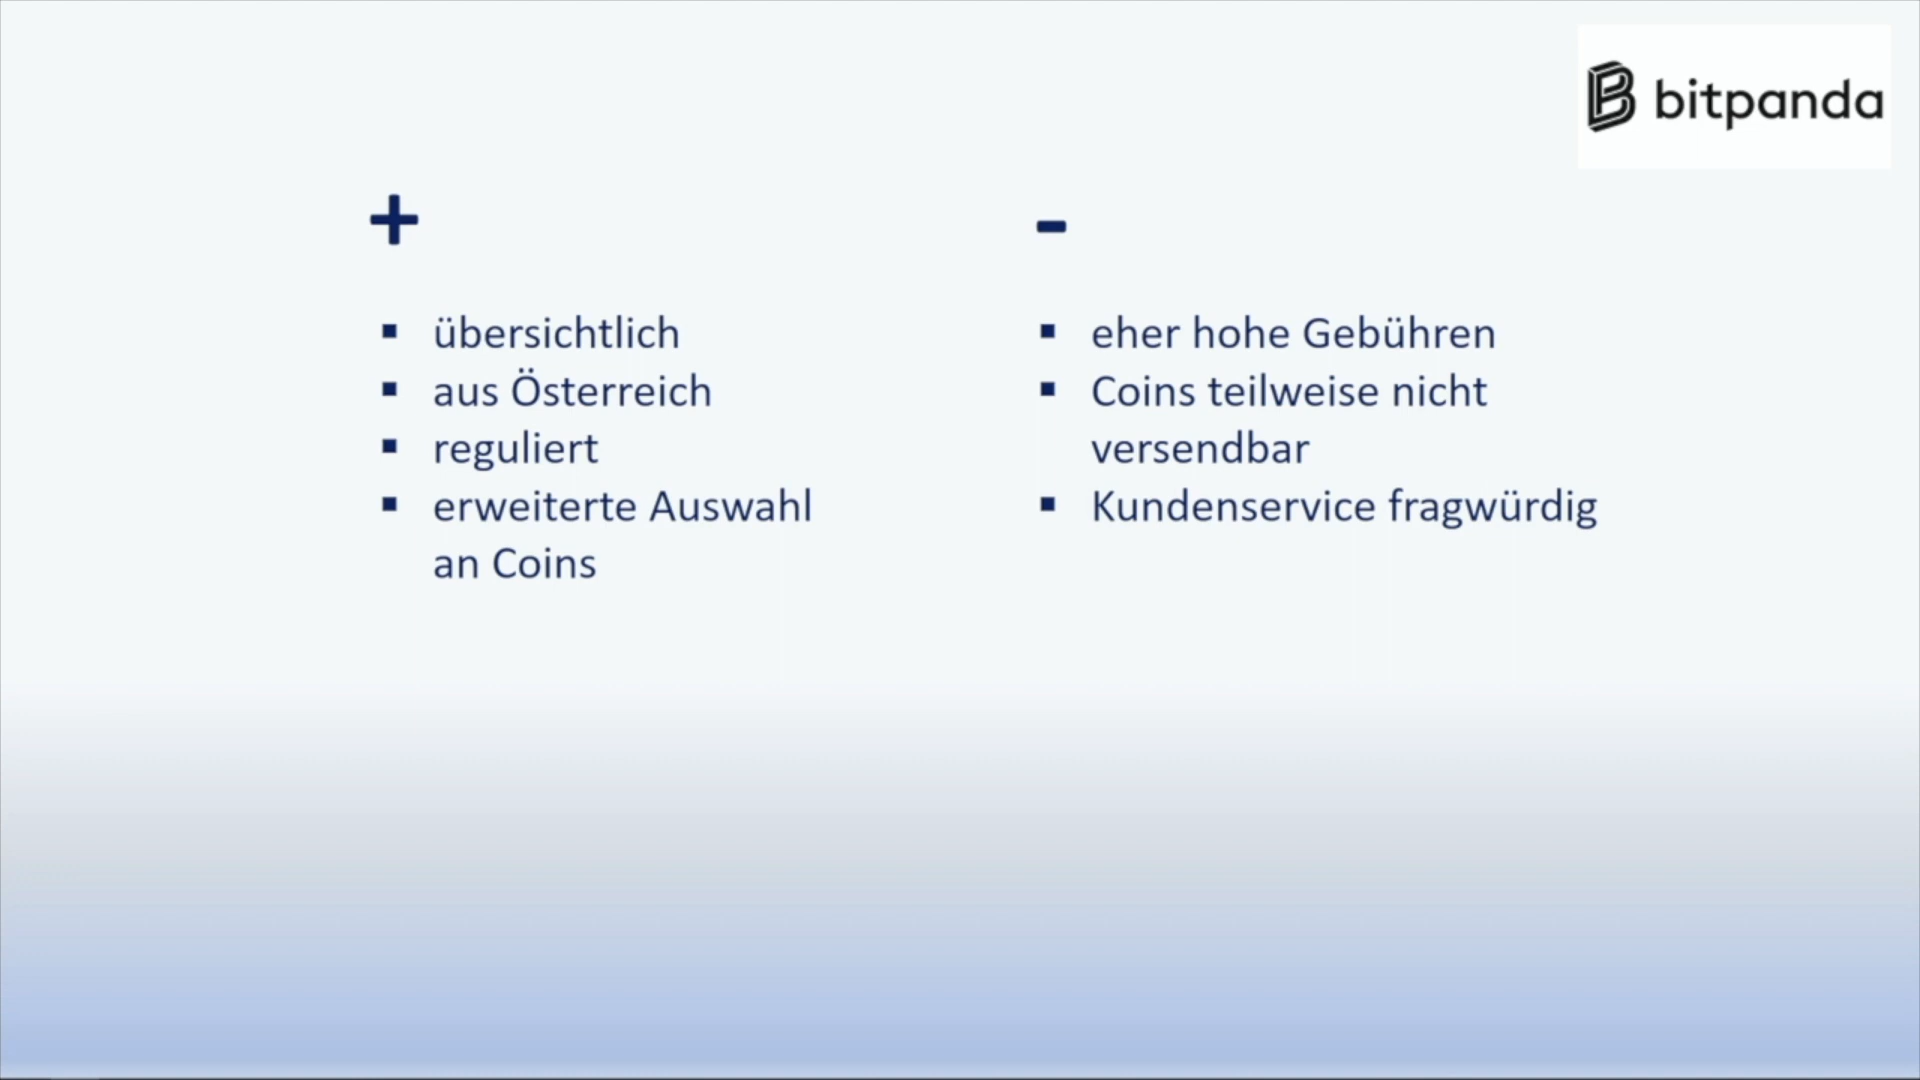 bitpanda
+
▪ übersichtlich
▪ aus Österreich
▪ reguliert
▪ erweiterte Auswahl
an Coins
-
▪ eher hohe Gebühren
▪ Coins teilweise nicht
versendbar
▪ Kundenservice fragwürdig